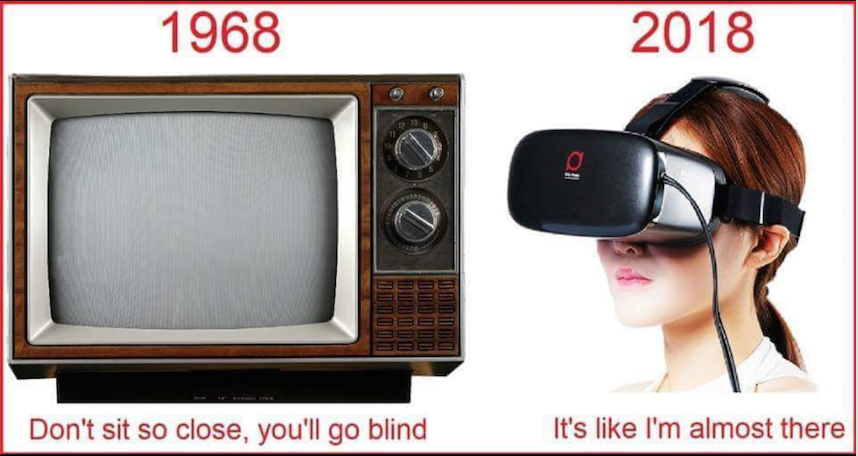 1968
2018
Don't sit so close, you'll go blind
It's like I'm almost there